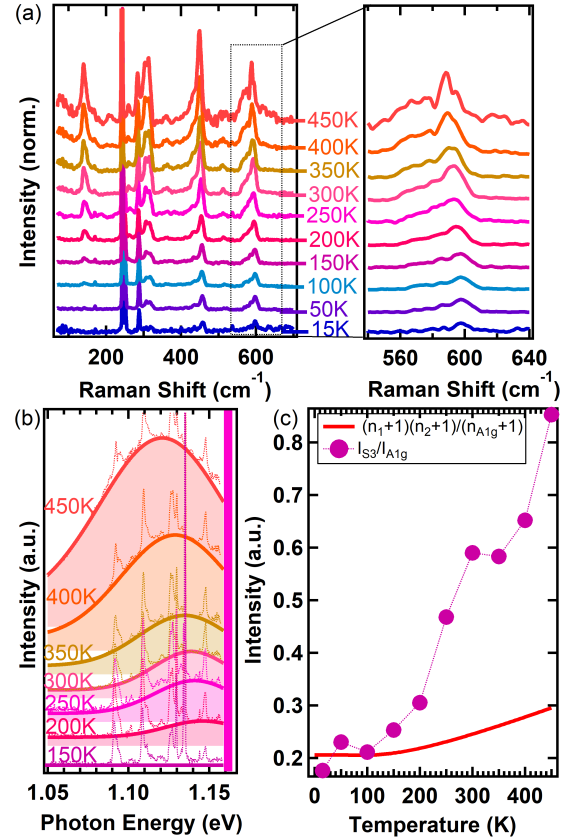 (a)
Intensity (norm.)
450K
400K
350K
300K
250K
200K
150K
100K
50K
15K
200 400 600
Raman Shift (cm⁻¹)
560 600 640
Raman Shift (cm⁻¹)
(b)
Intensity (a.u.)
450K
400K
350K
300K
250K
200K
150K
1.05 1.10 1.15
Photon Energy (eV)
(c)
(n₁+1)(n₂+1)/(n_A1g+1)
I_S3/I_A1g
Intensity (a.u.)
0.8
0.7
0.6
0.5
0.4
0.3
0.2
0 100 200 300 400
Temperature (K)